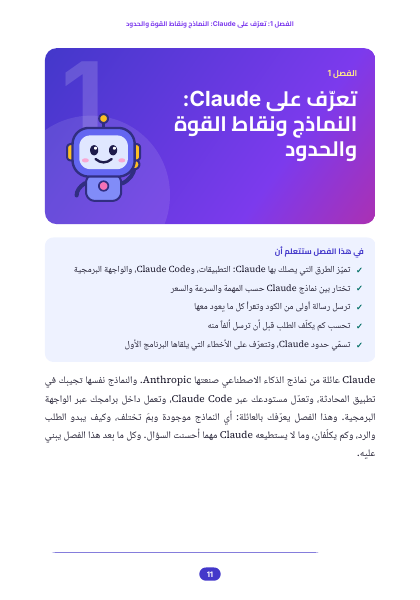 الفصل 1: تعرّف على Claude: النماذج ونقاط القوة والحدود
1
الفصل 1
تعرّف على Claude:
النماذج ونقاط القوة
والحدود
في هذا الفصل ستتعلم أن
✓ تميّز الطرق التي يصلك بها Claude: التطبيقات، وClaude Code، والواجهة البرمجية
✓ تختار بين نماذج Claude حسب المهمة والسرعة والسعر
✓ ترسل رسالة أولى من الكود وتقرأ كل ما يعود معها
✓ تحسب كم يكلّف الطلب قبل أن ترسل ألفاً منه
✓ تسمّي حدود Claude، وتتعرّف على الأخطاء التي يلقاها البرنامج الأول
Claude عائلة من نماذج الذكاء الاصطناعي صنعتها Anthropic. والنماذج نفسها تجيبك في
تطبيق المحادثة، وتعدّل مستودعك عبر Claude Code، وتعمل داخل برامجك عبر الواجهة
البرمجية. وهذا الفصل يعرّفك بالعائلة: أي النماذج موجودة وبمَ تختلف، وكيف يبدو الطلب
والرد، وكم يكلّفان، وما لا يستطيعه Claude مهما أحسنت السؤال. وكل ما بعد هذا الفصل يبني
عليه.
11